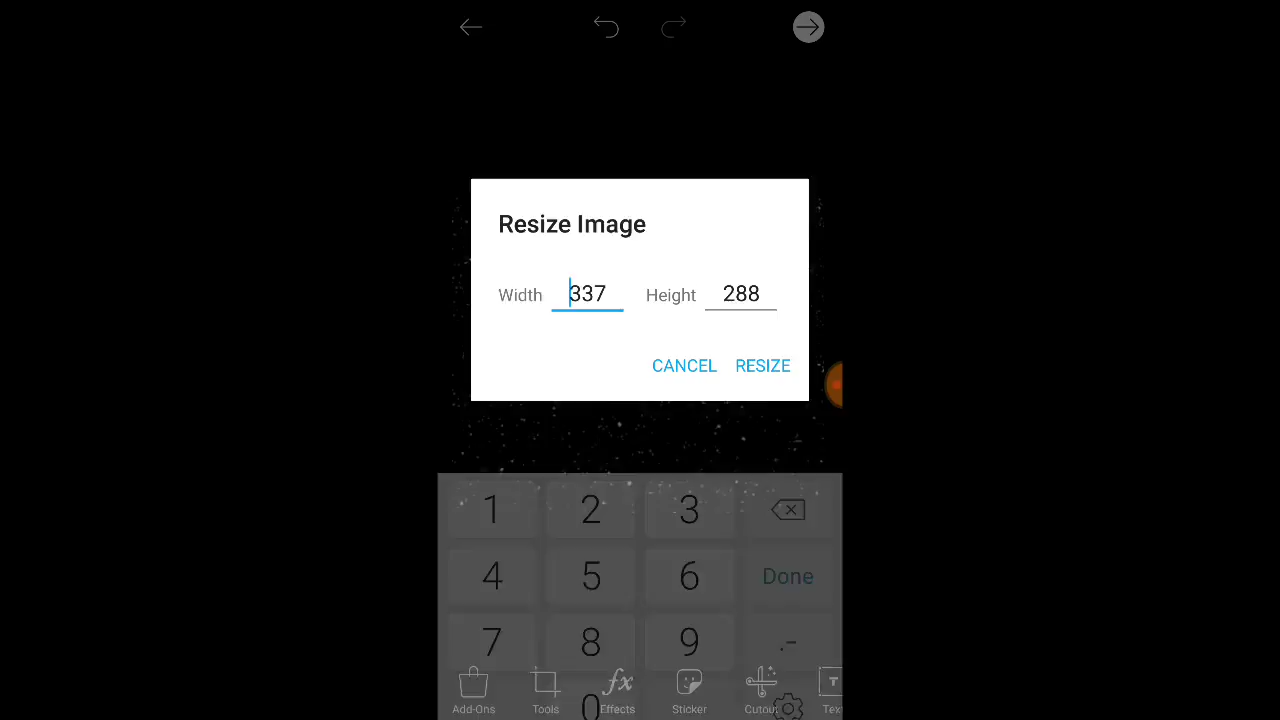 Resize Image
Width 337 Height 288
CANCEL RESIZE
1 2 3
4 5 6 Done
7 8 9 .-
0
Add-Ons Tools Effects Sticker Cutout Text